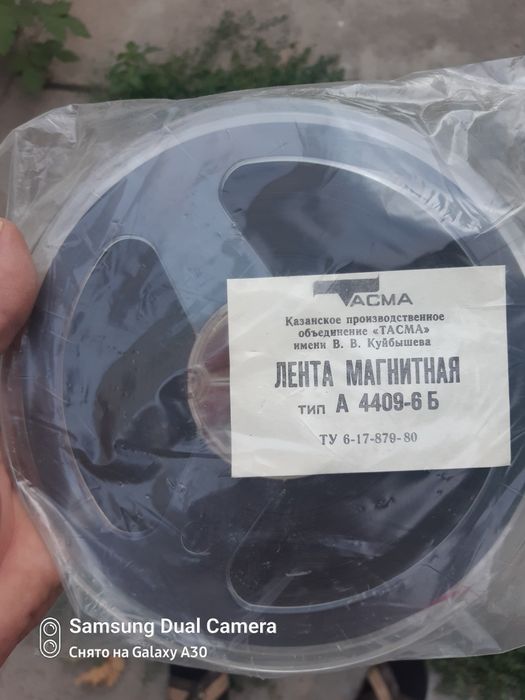 ТАСМА
Казанское производственное
объединение «ТАСМА»
имени В. В. Куйбышева
ЛЕНТА МАГНИТНАЯ
тип А 4409-6 Б
ТУ 6-17-879-80
Samsung Dual Camera
Снято на Galaxy A30